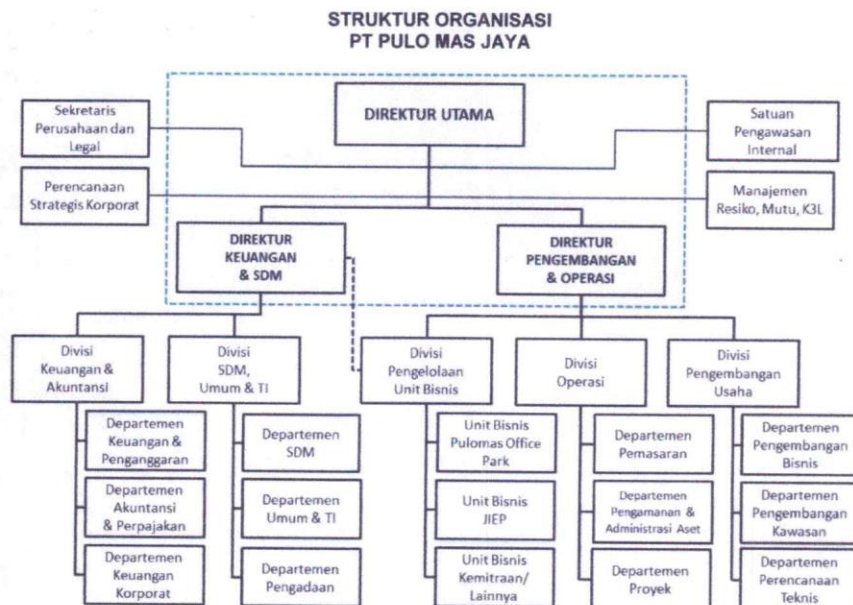 STRUKTUR ORGANISASI
PT PULO MAS JAYA
DIREKTUR UTAMA
Sekretaris
Perusahaan dan
Legal
Satuan
Pengawasan
Internal
Perencanaan
Strategis Korporat
Manajemen
Resiko, Mutu, K3L
DIREKTUR
KEUANGAN
& SDM
DIREKTUR
PENGEMBANGAN
& OPERASI
Divisi
Keuangan &
Akuntansi
Divisi
SDM,
Umum & TI
Divisi
Pengelolaan
Unit Bisnis
Divisi
Operasi
Divisi
Pengembangan
Usaha
Departemen
Keuangan &
Penganggaran
Departemen
SDM
Unit Bisnis
Pulomas Office
Park
Departemen
Pemasaran
Departemen
Pengembangan
Bisnis
Departemen
Akuntansi
& Perpajakan
Departemen
Umum & TI
Unit Bisnis
JIEP
Departemen
Pengamanan &
Administrasi Aset
Departemen
Pengembangan
Kawasan
Departemen
Keuangan
Korporat
Departemen
Pengadaan
Unit Bisnis
Kemitraan/
Lainnya
Departemen
Proyek
Departemen
Perencanaan
Teknis